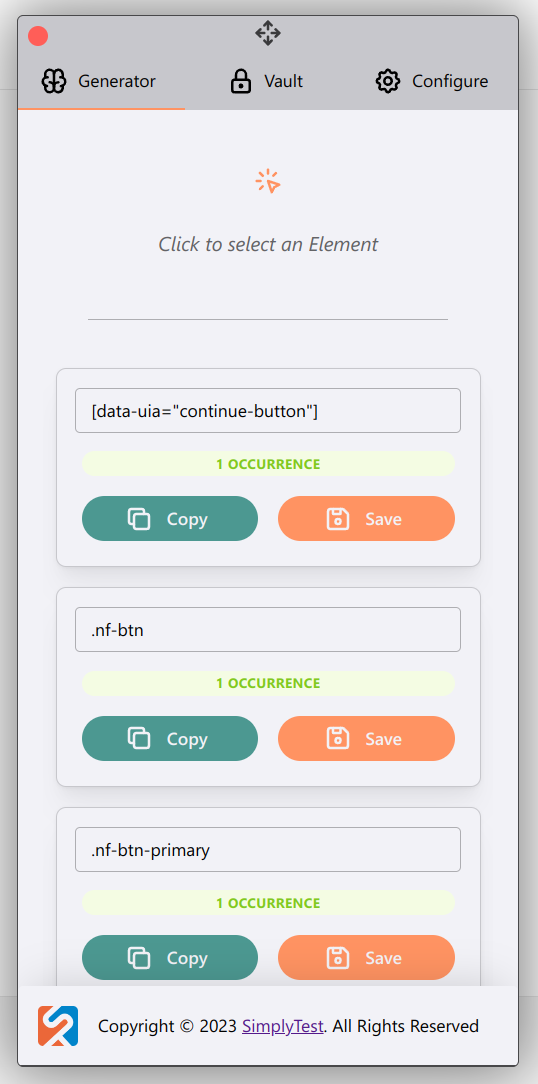 Generator Vault Configure
Click to select an Element
[data-uia="continue-button"]
1 OCCURRENCE
Copy Save
.nf-btn
1 OCCURRENCE
Copy Save
.nf-btn-primary
1 OCCURRENCE
Copy Save
Copyright © 2023 SimplyTest. All Rights Reserved